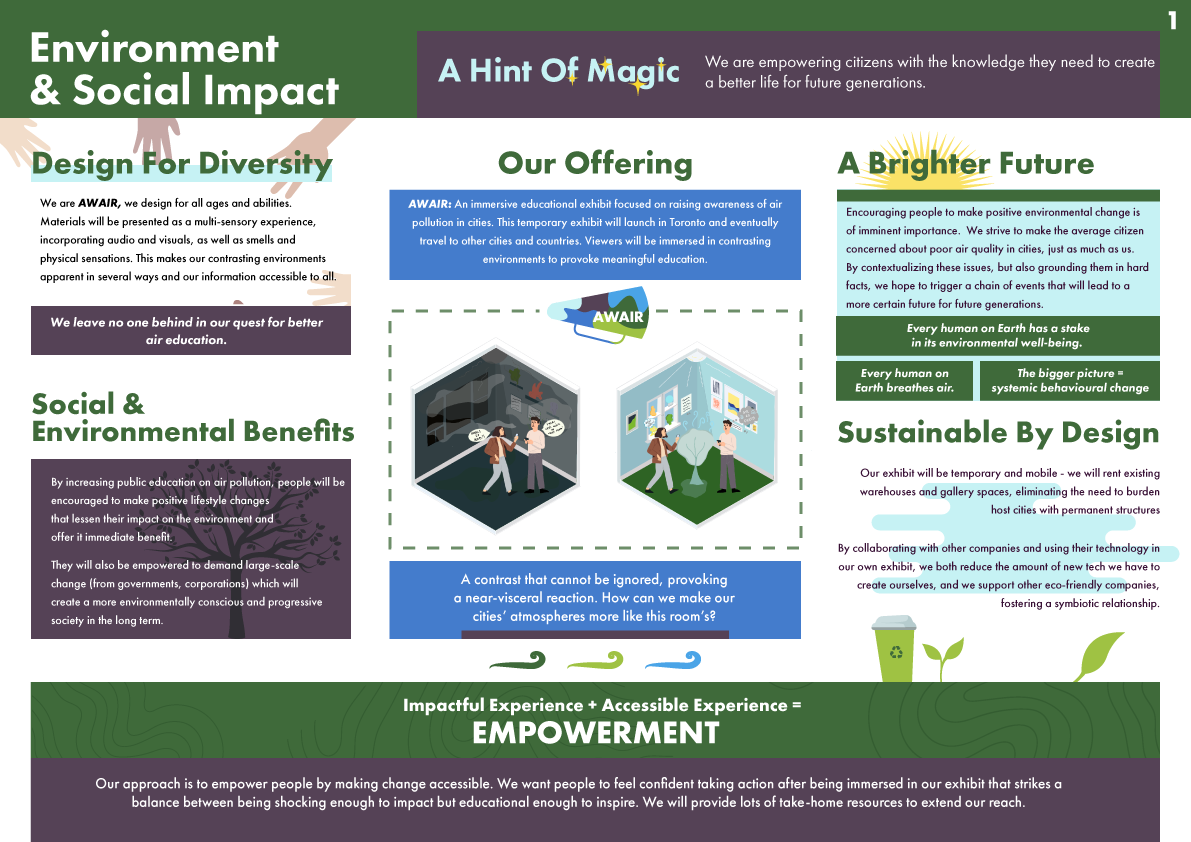 1
Environment
& Social Impact
A Hint Of Magic
We are empowering citizens with the knowledge they need to create
a better life for future generations.
Design For Diversity
We are AWAIR, we design for all ages and abilities.
Materials will be presented as a multi-sensory experience,
incorporating audio and visuals, as well as smells and
physical sensations. This makes our contrasting environments
apparent in several ways and our information accessible to all.
We leave no one behind in our quest for better
air education.
Social &
Environmental Benefits
By increasing public education on air pollution, people will be
encouraged to make positive lifestyle changes
that lessen their impact on the environment and
offer it immediate benefit.
They will also be empowered to demand large-scale
change (from governments, corporations) which will
create a more environmentally conscious and progressive
society in the long term.
Our Offering
AWAIR: An immersive educational exhibit focused on raising awareness of air
pollution in cities. This temporary exhibit will launch in Toronto and eventually
travel to other cities and countries. Viewers will be immersed in contrasting
environments to provoke meaningful education.
AWAIR
A contrast that cannot be ignored, provoking
a near-visceral reaction. How can we make our
cities’ atmospheres more like this room’s?
A Brighter Future
Encouraging people to make positive environmental change is
of imminent importance. We strive to make the average citizen
concerned about poor air quality in cities, just as much as us.
By contextualizing these issues, but also grounding them in hard
facts, we hope to trigger a chain of events that will lead to a
more certain future for future generations.
Every human on Earth has a stake
in its environmental well-being.
Every human on
Earth breathes air.
The bigger picture =
systemic behavioural change
Sustainable By Design
Our exhibit will be temporary and mobile - we will rent existing
warehouses and gallery spaces, eliminating the need to burden
host cities with permanent structures
By collaborating with other companies and using their technology in
our own exhibit, we both reduce the amount of new tech we have to
create ourselves, and we support other eco-friendly companies,
fostering a symbiotic relationship.
Impactful Experience + Accessible Experience =
EMPOWERMENT
Our approach is to empower people by making change accessible. We want people to feel confident taking action after being immersed in our exhibit that strikes a
balance between being shocking enough to impact but educational enough to inspire. We will provide lots of take-home resources to extend our reach.